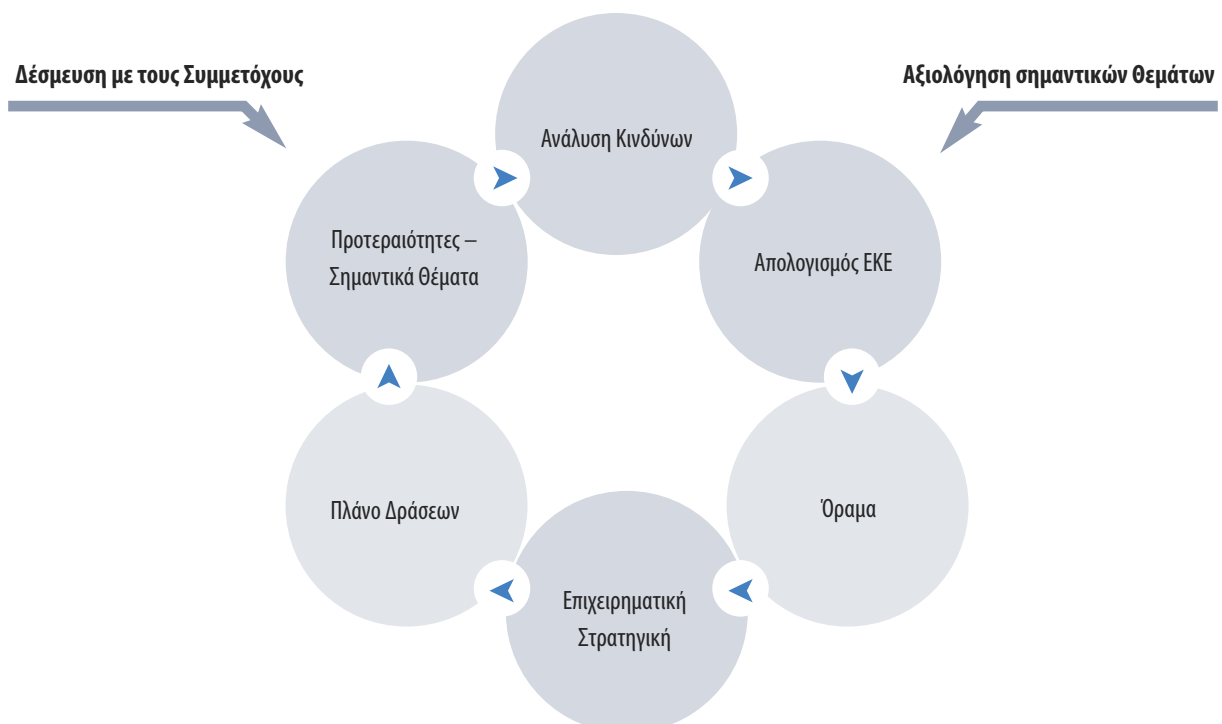 Δέσμευση με τους Συμμετόχους
Αξιολόγηση σημαντικών Θεμάτων
Ανάλυση Κινδύνων
Προτεραιότητες –
Σημαντικά Θέματα
Απολογισμός ΕΚΕ
Πλάνο Δράσεων
Όραμα
Επιχειρηματική
Στρατηγική